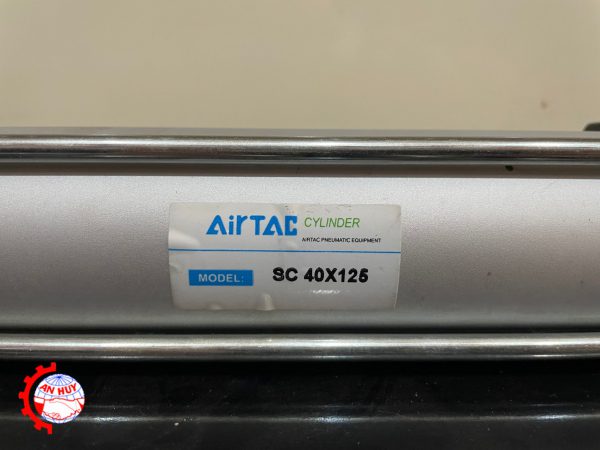 AirTAC CYLINDER
AIRTAC PNEUMATIC EQUIPMENT
MODEL: SC 40X125
AN HUY